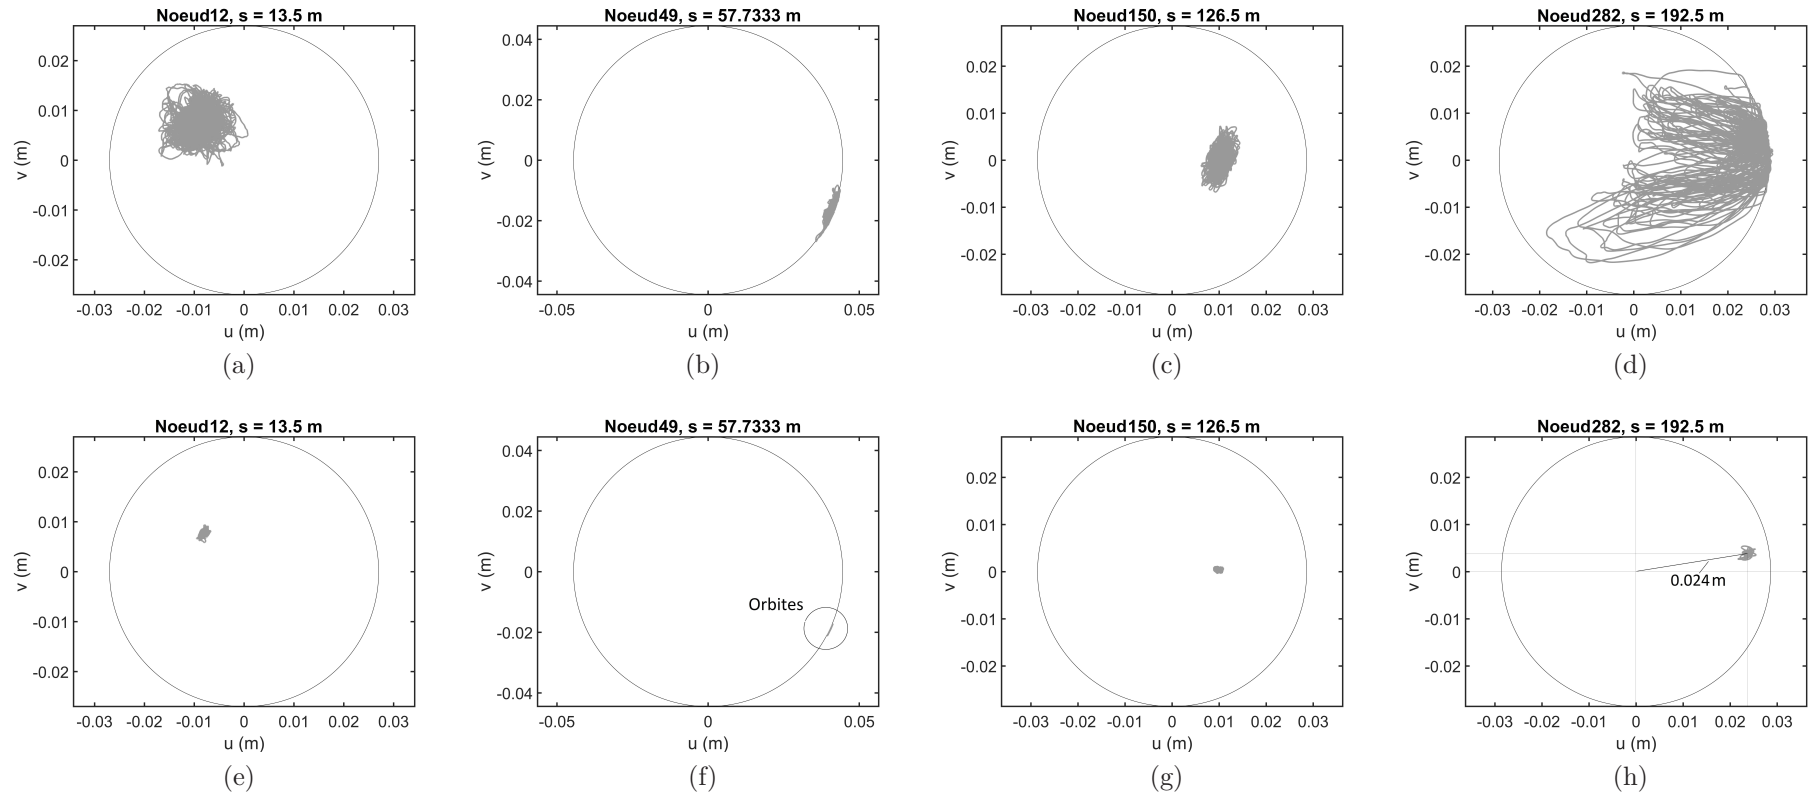 Noeud12, s = 13.5 m
0.02
0.01
0
-0.01
-0.02
v (m)
-0.03 -0.02 -0.01 0 0.01 0.02 0.03
u (m)
(a)
Noeud49, s = 57.7333 m
0.04
0.02
0
-0.02
-0.04
v (m)
-0.05 0 0.05
u (m)
(b)
Noeud150, s = 126.5 m
0.02
0.01
0
-0.01
-0.02
v (m)
-0.03 -0.02 -0.01 0 0.01 0.02 0.03
u (m)
(c)
Noeud282, s = 192.5 m
0.02
0.01
0
-0.01
-0.02
v (m)
-0.03 -0.02 -0.01 0 0.01 0.02 0.03
u (m)
(d)
Noeud12, s = 13.5 m
0.02
0.01
0
-0.01
-0.02
v (m)
-0.03 -0.02 -0.01 0 0.01 0.02 0.03
u (m)
(e)
Noeud49, s = 57.7333 m
0.04
0.02
0
-0.02
-0.04
v (m)
Orbites
-0.05 0 0.05
u (m)
(f)
Noeud150, s = 126.5 m
0.02
0.01
0
-0.01
-0.02
v (m)
-0.03 -0.02 -0.01 0 0.01 0.02 0.03
u (m)
(g)
Noeud282, s = 192.5 m
0.02
0.01
0
-0.01
-0.02
v (m)
0.024 m
-0.03 -0.02 -0.01 0 0.01 0.02 0.03
u (m)
(h)